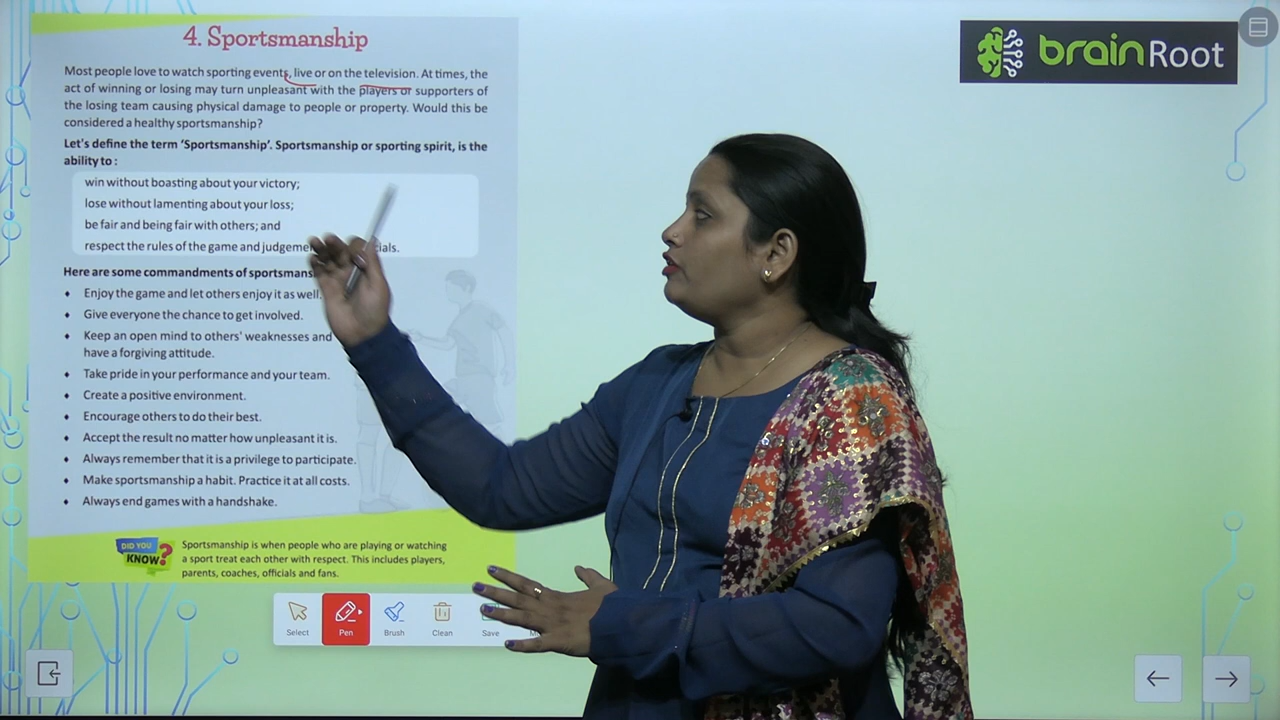 4. Sportsmanship
Most people love to watch sporting events, live or on the television. At times, the
act of winning or losing may turn unpleasant with the players or supporters of
the losing team causing physical damage to people or property. Would this be
considered a healthy sportsmanship?
Let's define the term 'Sportsmanship'. Sportsmanship or sporting spirit, is the
ability to :
win without boasting about your victory;
lose without lamenting about your loss;
be fair and being fair with others; and
respect the rules of the game and
Here are some commandments of
Enjoy the game and let others enjoy it as well.
Give everyone the chance to get involved.
Keep an open mind to others' weaknesses and
have a forgiving attitude.
Take pride in your performance and your team.
Create a positive environment.
Encourage others to do their best.
Accept the result no matter how unpleasant it is.
Always remember that it is a privilege to participate.
Make sportsmanship a habit. Practice it at all costs.
Always end games with a handshake.
DID YOU
KNOW?
Sportsmanship is when people who are playing or watching
a sport treat each other with respect. This includes players,
parents, coaches, officials and fans.
Select Pen Brush Clean Save
brainRoot